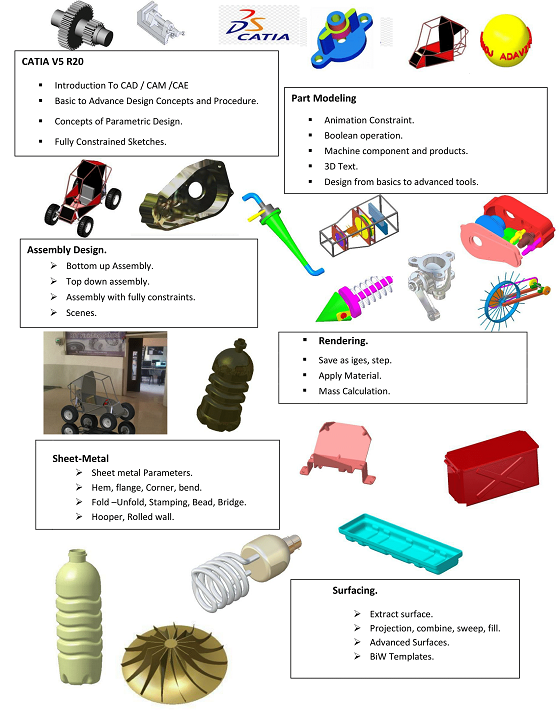 CATIA
OJ ADAVI
CATIA V5 R20
Introduction To CAD / CAM /CAE
Basic to Advance Design Concepts and Procedure.
Concepts of Parametric Design.
Fully Constrained Sketches.
Part Modeling
Animation Constraint.
Boolean operation.
Machine component and products.
3D Text.
Design from basics to advanced tools.
Assembly Design.
Bottom up Assembly.
Top down assembly.
Assembly with fully constraints.
Scenes.
Rendering.
Save as iges, step.
Apply Material.
Mass Calculation.
Sheet-Metal
Sheet metal Parameters.
Hem, flange, Corner, bend.
Fold –Unfold, Stamping, Bead, Bridge.
Hooper, Rolled wall.
Surfacing.
Extract surface.
Projection, combine, sweep, fill.
Advanced Surfaces.
BiW Templates.